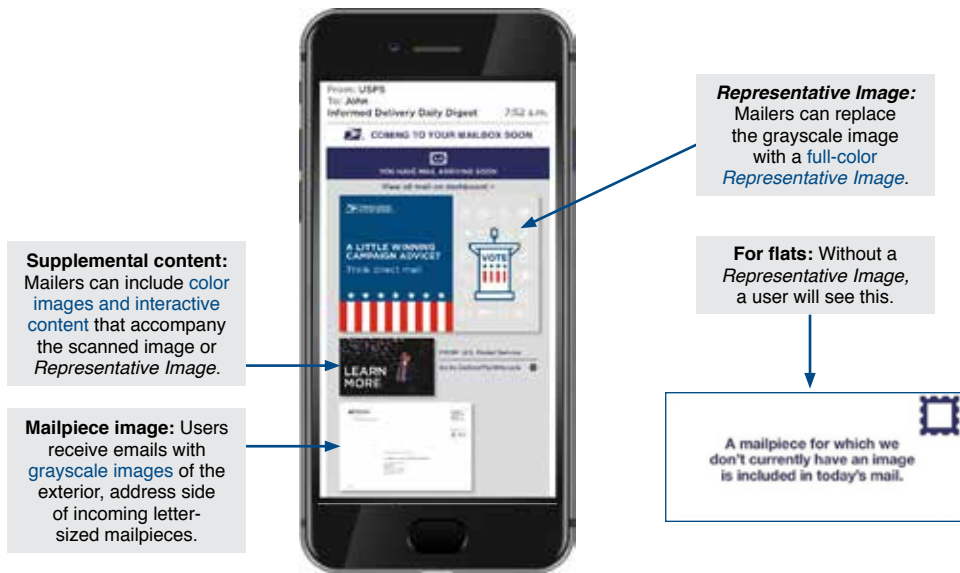 From: USPS
To: John
Informed Delivery Daily Digest 7:52 a.m.
COMING TO YOUR MAILBOX SOON
YOU HAVE MAIL ARRIVING SOON
View all mail on dashboard >
A LITTLE WINNING
CAMPAIGN ADVICE?
Think direct mail
VOTE
LEARN
MORE
FROM: U.S. Postal Service
Supplemental content:
Mailers can include color
images and interactive
content that accompany
the scanned image or
Representative Image.
Mailpiece image: Users
receive emails with
grayscale images of the
exterior, address side
of incoming letter-
sized mailpieces.
Representative Image:
Mailers can replace
the grayscale image
with a full-color
Representative Image.
For flats: Without a
Representative Image,
a user will see this.
A mailpiece for which we
don't currently have an image
is included in today's mail.